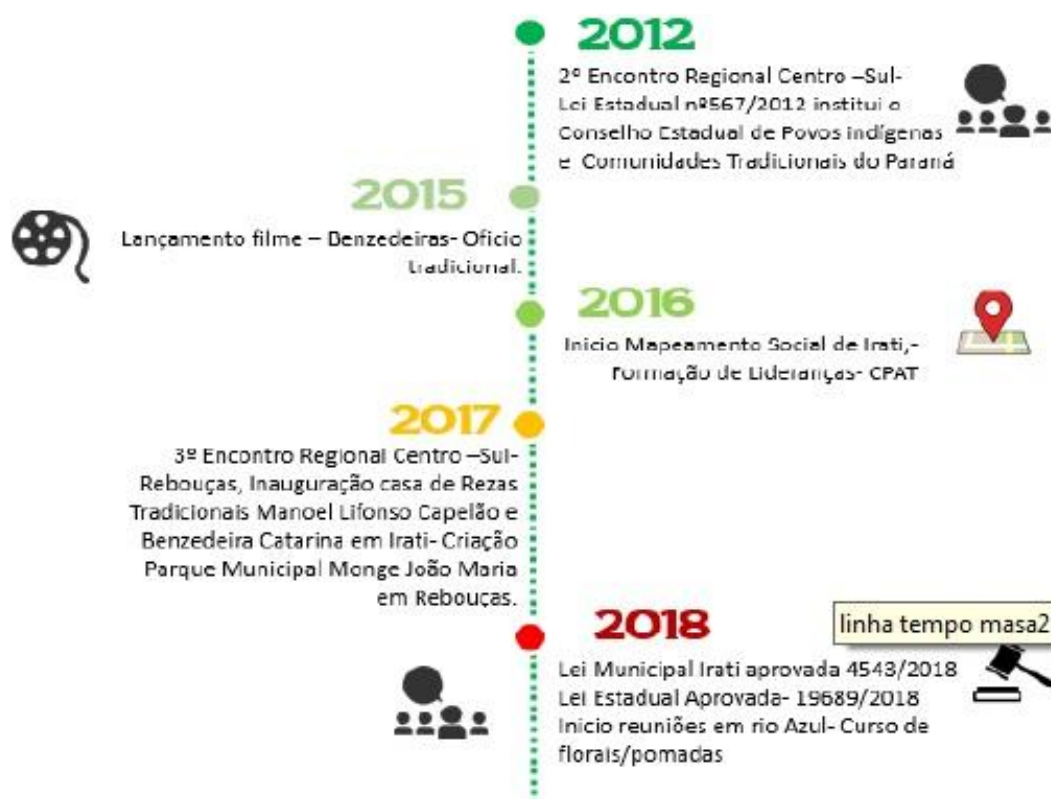 2012
2º Encontro Regional Centro –Sul-
Lei Estadual nº567/2012 institui o
Conselho Estadual de Povos indígenas
e Comunidades Tradicionais do Paraná
2015
Lançamento filme – Benzedeiras- Oficio
tradicional.
2016
Inicio Mapeamento Social de Irati,-
Formação de Lideranças- CPAT
2017
3º Encontro Regional Centro –Sul-
Rebouças, Inauguração casa de Rezas
Tradicionais Manoel Lifonso Capelão e
Benzedeira Catarina em Irati- Criação
Parque Municipal Monge João Maria
em Rebouças.
2018
linha tempo masa2
Lei Municipal Irati aprovada 4543/2018
Lei Estadual Aprovada- 19689/2018
Inicio reuniões em rio Azul- Curso de
florais/pomadas